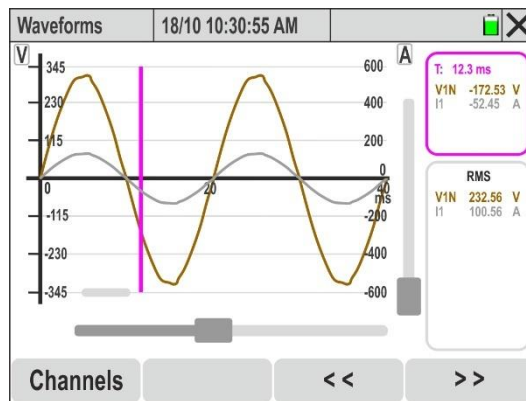 Waveforms 18/10 10:30:55 AM
V A
345 600
230 400
115 200
0 20 0 40
ms
-115 -200
-230 -400
-345 -600
T: 12.3 ms
V1N -172.53 V
I1 -52.45 A
RMS
V1N 232.56 V
I1 100.56 A
Channels << >>